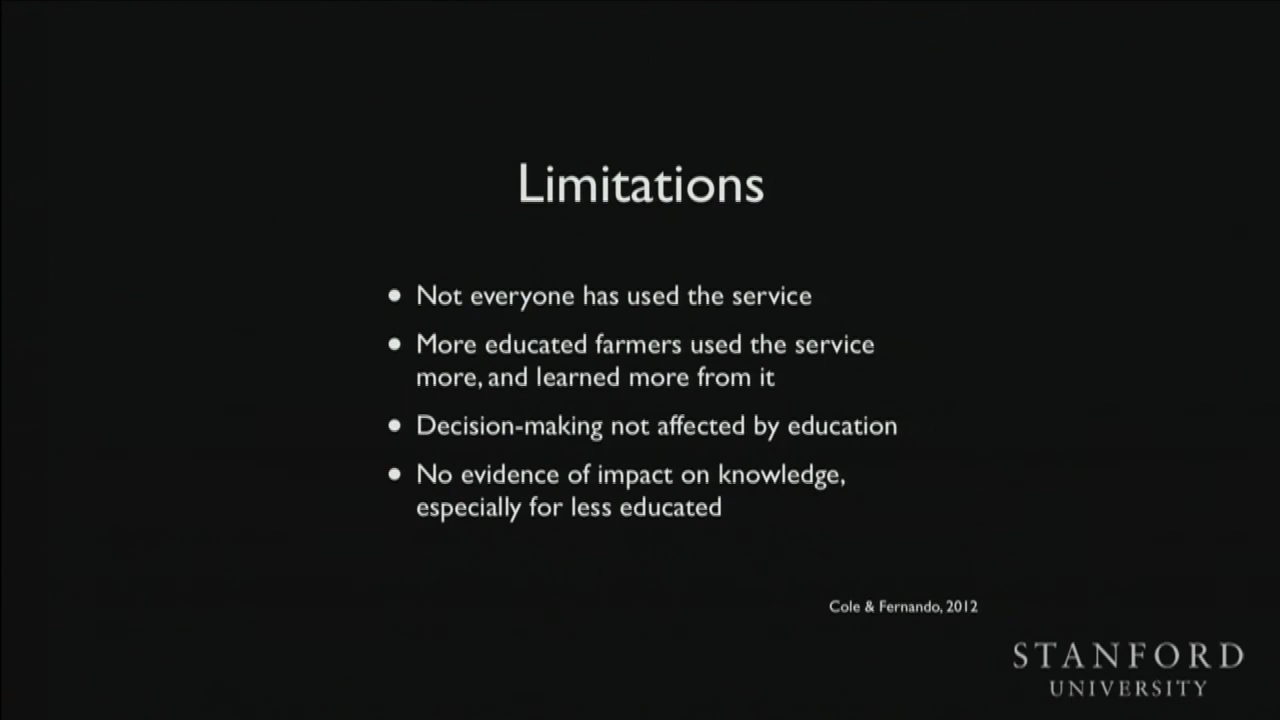 Limitations
• Not everyone has used the service
• More educated farmers used the service
more, and learned more from it
• Decision-making not affected by education
• No evidence of impact on knowledge,
especially for less educated
Cole & Fernando, 2012
STANFORD
UNIVERSITY